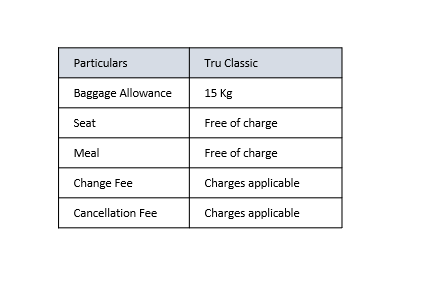 Particulars Tru Classic
Baggage Allowance 15 Kg
Seat Free of charge
Meal Free of charge
Change Fee Charges applicable
Cancellation Fee Charges applicable